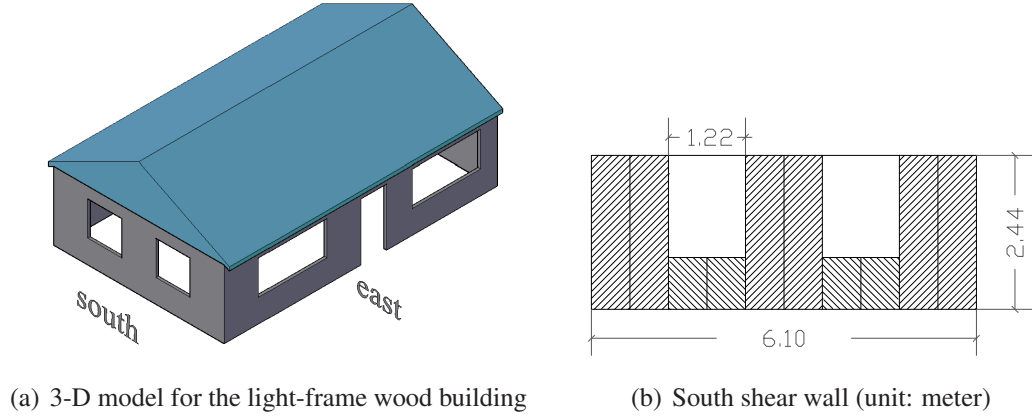 south
east
1.22
2.44
6.10
(a) 3-D model for the light-frame wood building
(b) South shear wall (unit: meter)